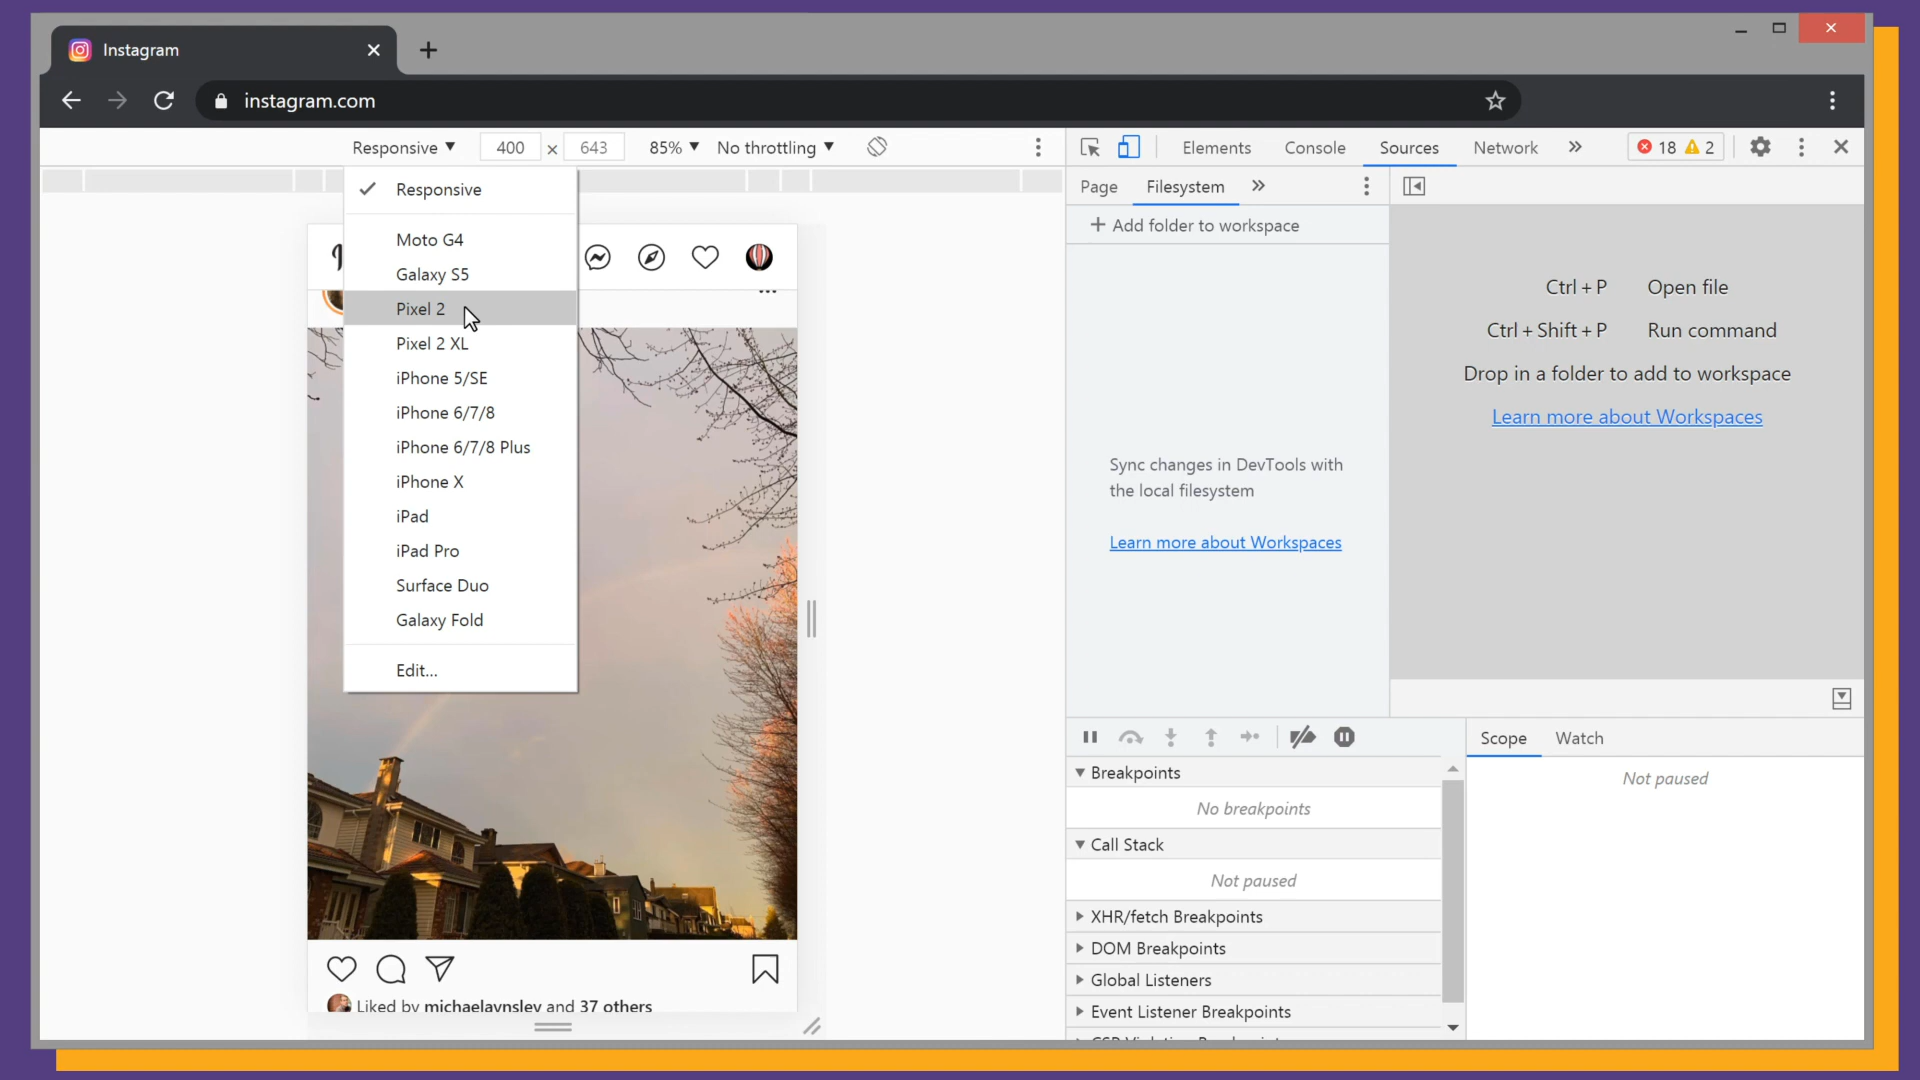 Instagram
instagram.com
Responsive 400 × 643 85% No throttling
Responsive
Moto G4
Galaxy S5
Pixel 2
Pixel 2 XL
iPhone 5/SE
iPhone 6/7/8
iPhone 6/7/8 Plus
iPhone X
iPad
iPad Pro
Surface Duo
Galaxy Fold
Edit...
Liked by michaelaynsley and 37 others
Elements Console Sources Network » 18 2
Page Filesystem »
+ Add folder to workspace
Sync changes in DevTools with
the local filesystem
Learn more about Workspaces
Ctrl + P Open file
Ctrl + Shift + P Run command
Drop in a folder to add to workspace
Learn more about Workspaces
Breakpoints
No breakpoints
Call Stack
Not paused
XHR/fetch Breakpoints
DOM Breakpoints
Global Listeners
Event Listener Breakpoints
Scope Watch
Not paused